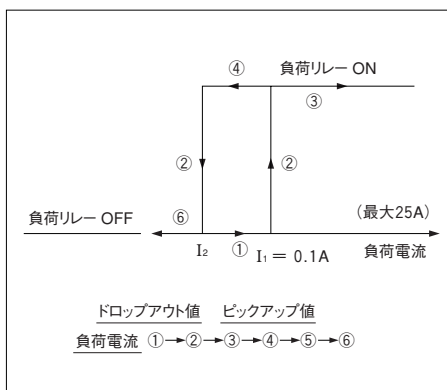 ④
負荷リレー ON
③
②
②
負荷リレー OFF
⑥
(最大25A)
①
I₂
I₁ = 0.1A
負荷電流
ドロップアウト値 ピックアップ値
負荷電流 ①→②→③→④→⑤→⑥